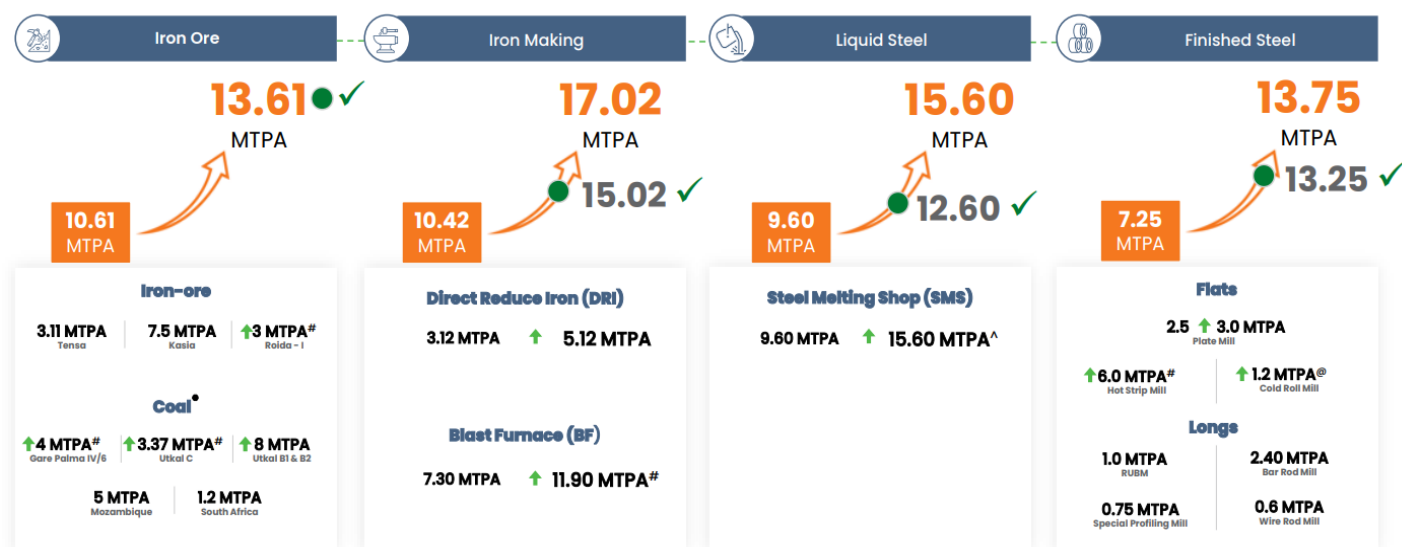 Iron Ore
Iron Making
Liquid Steel
Finished Steel
13.61
MTPA
10.61
MTPA
17.02
MTPA
15.02
10.42
MTPA
15.60
MTPA
12.60
9.60
MTPA
13.75
MTPA
13.25
7.25
MTPA
Iron-ore
3.11 MTPA
Tensa
7.5 MTPA
Kasia
3 MTPA#
Roida - I
Coal•
4 MTPA#
Gare Palma IV/6
3.37 MTPA#
Utkal C
8 MTPA
Utkal B1 & B2
5 MTPA
Mozambique
1.2 MTPA
South Africa
Direct Reduce Iron (DRI)
3.12 MTPA
5.12 MTPA
Blast Furnace (BF)
7.30 MTPA
11.90 MTPA#
Steel Melting Shop (SMS)
9.60 MTPA
15.60 MTPA^
Flats
2.5
3.0 MTPA
Plate Mill
6.0 MTPA#
Hot Strip Mill
1.2 MTPA@
Cold Roll Mill
Longs
1.0 MTPA
RUBM
2.40 MTPA
Bar Rod Mill
0.75 MTPA
Special Profiling Mill
0.6 MTPA
Wire Rod Mill